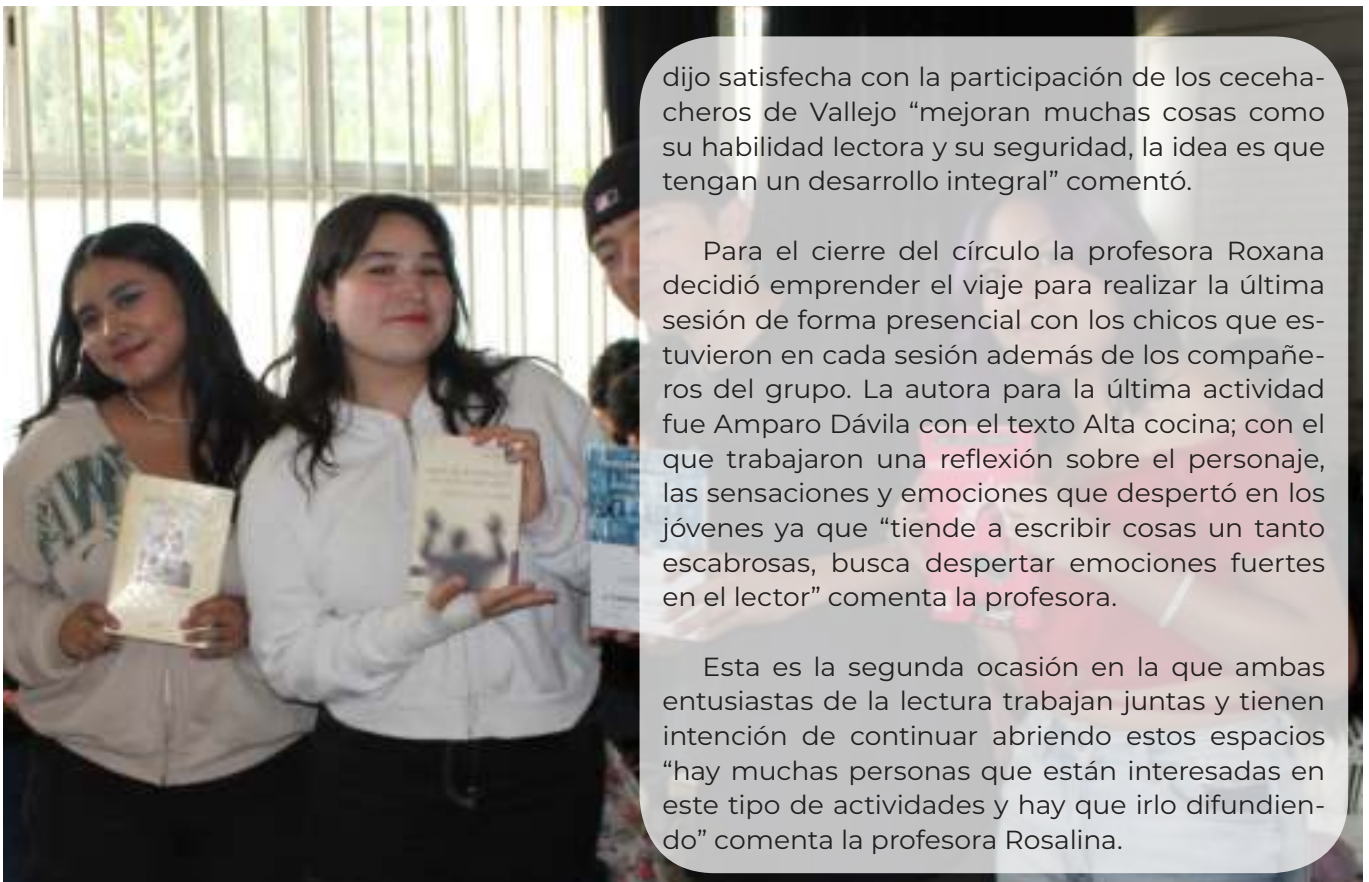 dijo satisfecha con la participación de los ceceha-
cheros de Vallejo “mejoran muchas cosas como
su habilidad lectora y su seguridad, la idea es que
tengan un desarrollo integral” comentó.
Para el cierre del círculo la profesora Roxana
decidió emprender el viaje para realizar la última
sesión de forma presencial con los chicos que es-
tuvieron en cada sesión además de los compañe-
ros del grupo. La autora para la última actividad
fue Amparo Dávila con el texto Alta cocina; con el
que trabajaron una reflexión sobre el personaje,
las sensaciones y emociones que despertó en los
jóvenes ya que “tiende a escribir cosas un tanto
escabrosas, busca despertar emociones fuertes
en el lector” comenta la profesora.
Esta es la segunda ocasión en la que ambas
entusiastas de la lectura trabajan juntas y tienen
intención de continuar abriendo estos espacios
“hay muchas personas que están interesadas en
este tipo de actividades y hay que irlo difundien-
do” comenta la profesora Rosalina.